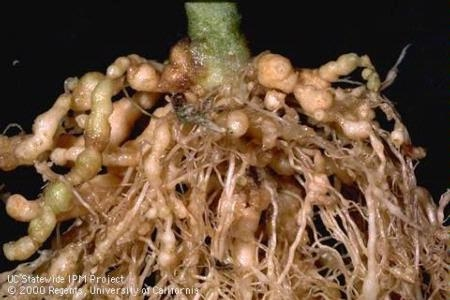 UC Statewide IPM Project
© 2000 Regents, University of California